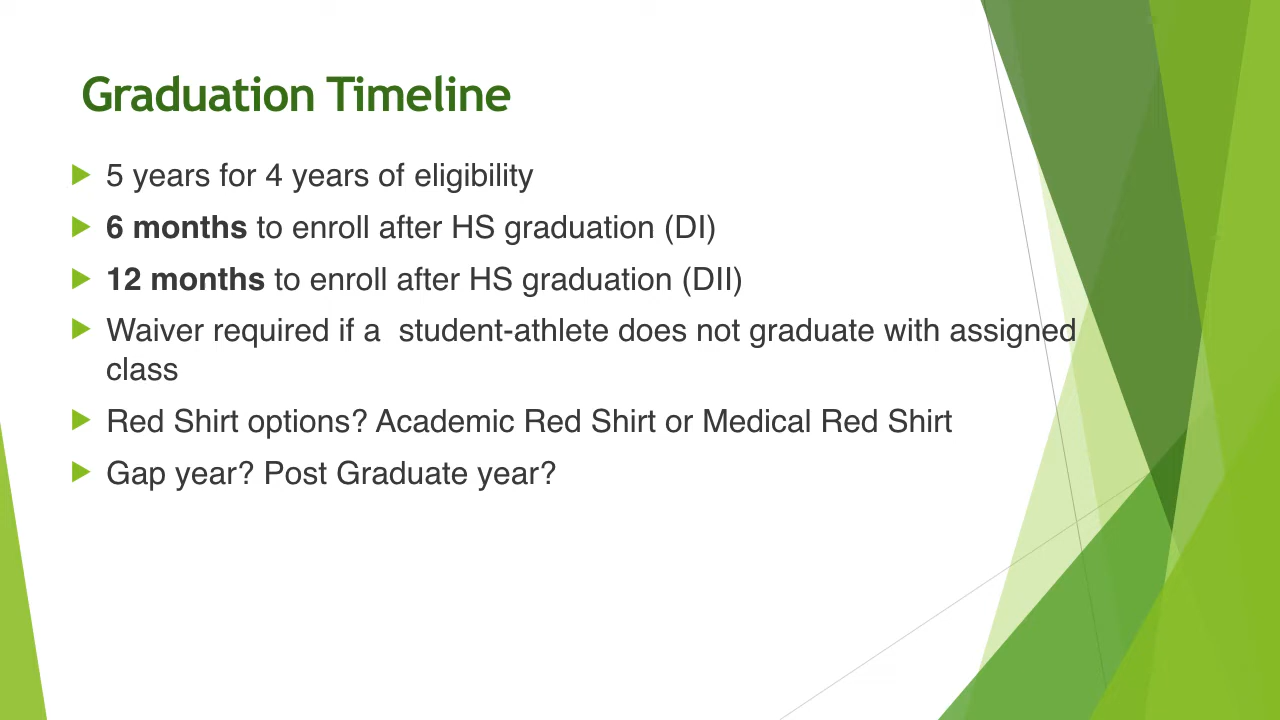 Graduation Timeline
5 years for 4 years of eligibility
6 months to enroll after HS graduation (DI)
12 months to enroll after HS graduation (DII)
Waiver required if a  student-athlete does not graduate with assigned
class
Red Shirt options? Academic Red Shirt or Medical Red Shirt
Gap year? Post Graduate year?